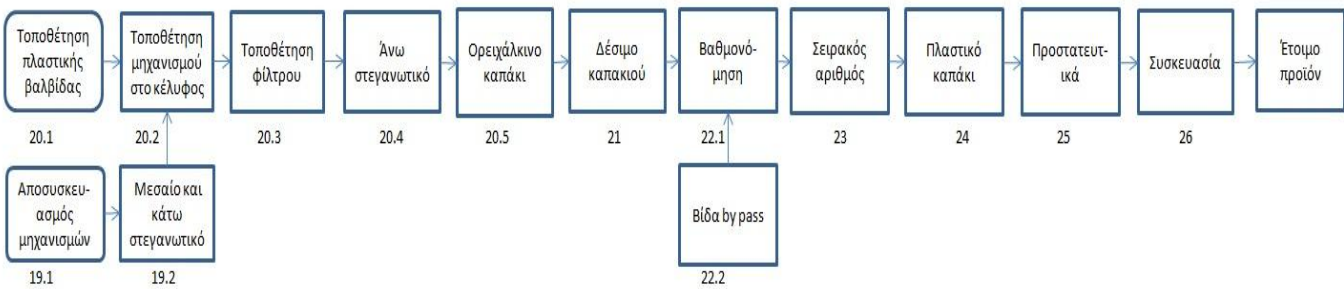 Τοποθέτηση
πλαστικής
βαλβίδας
Τοποθέτηση
μηχανισμού
στο κέλυφος
Τοποθέτηση
φίλτρου
Άνω
στεγανωτικό
Ορειχάλκινο
καπάκι
Δέσιμο
καπακιού
Βαθμονό-
μηση
Σειρακός
αριθμός
Πλαστικό
καπάκι
Προστατευτ-
ικά
Συσκευασία
Έτοιμο
προϊόν
20.1
20.2
20.3
20.4
20.5
21
22.1
23
24
25
26
Αποσυσκευ-
ασμός
μηχανισμών
Μεσαίο και
κάτω
στεγανωτικό
Βίδα by pass
19.1
19.2
22.2